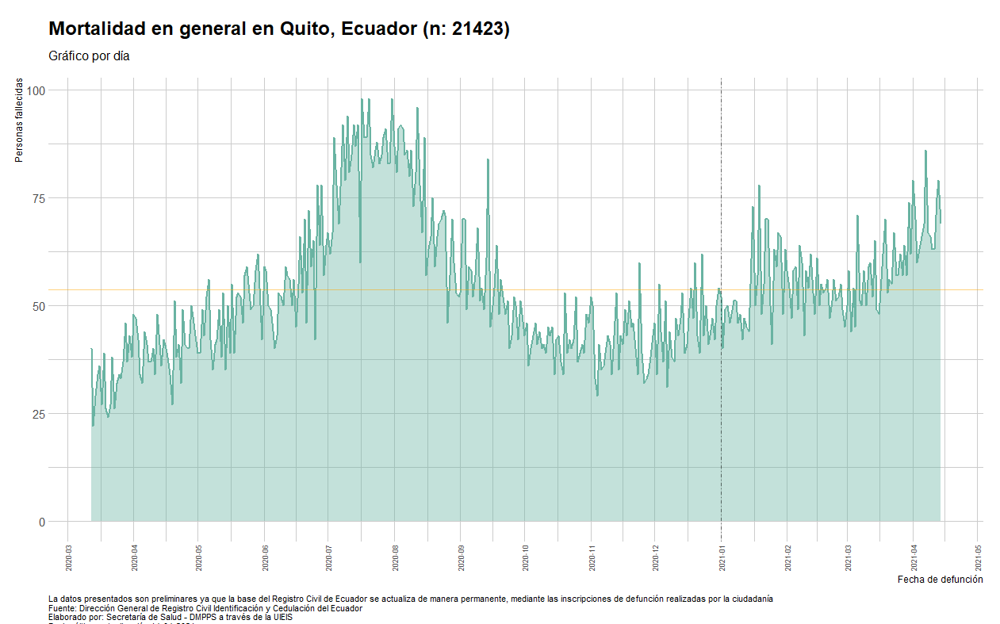 Mortalidad en general en Quito, Ecuador (n: 21423)
Gráfico por día
Personas fallecidas
100
75
50
25
0
2020-03
2020-04
2020-05
2020-06
2020-07
2020-08
2020-09
2020-10
2020-11
2020-12
2021-01
2021-02
2021-03
2021-04
2021-05
Fecha de defunción
La datos presentados son preliminares ya que la base del Registro Civil de Ecuador se actualiza de manera permanente, mediante las inscripciones de defunción realizadas por la ciudadanía
Fuente: Dirección General de Registro Civil Identificación y Cedulación del Ecuador
Elaborado por: Secretaría de Salud - DMPPS a través de la UIEIS